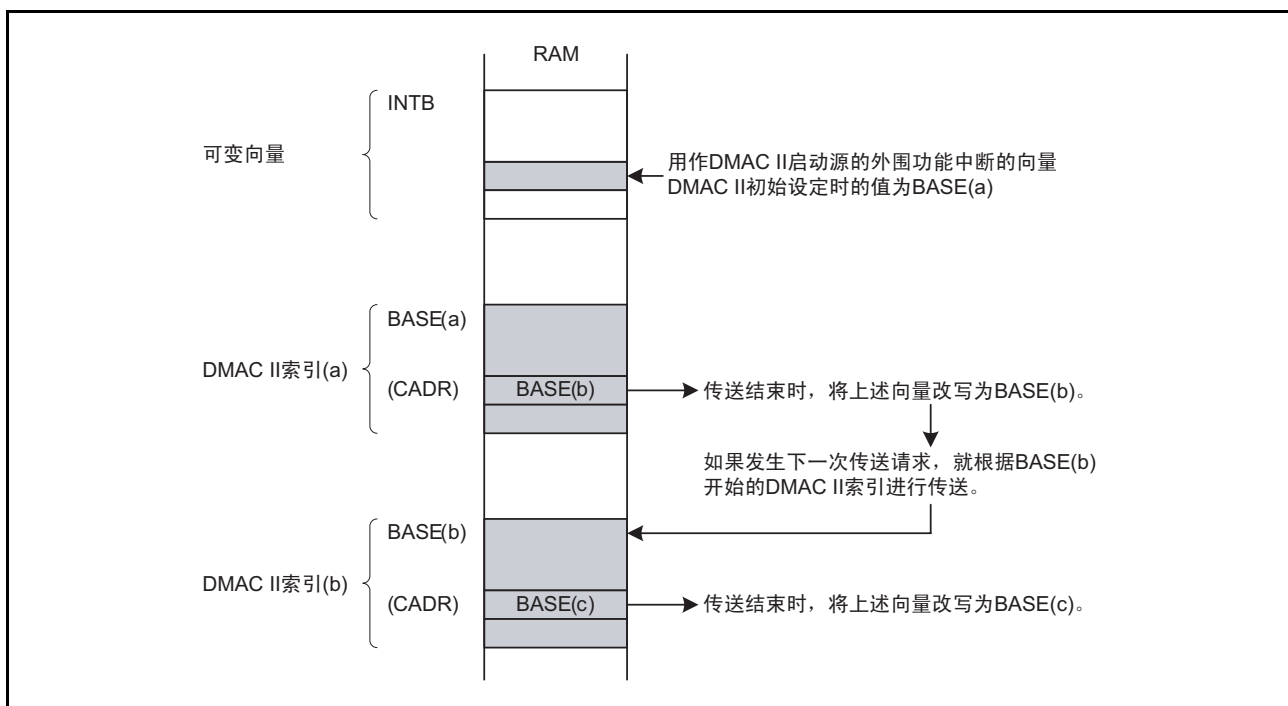 RAM
INTB
可变向量
用作DMAC II启动源的外围功能中断的向量
DMAC II初始设定时的值为BASE(a)
BASE(a)
DMAC II索引(a)
(CADR)
BASE(b)
传送结束时，将上述向量改写为BASE(b)。
如果发生下一次传送请求，就根据BASE(b)
开始的DMAC II索引进行传送。
BASE(b)
DMAC II索引(b)
(CADR)
BASE(c)
传送结束时，将上述向量改写为BASE(c)。